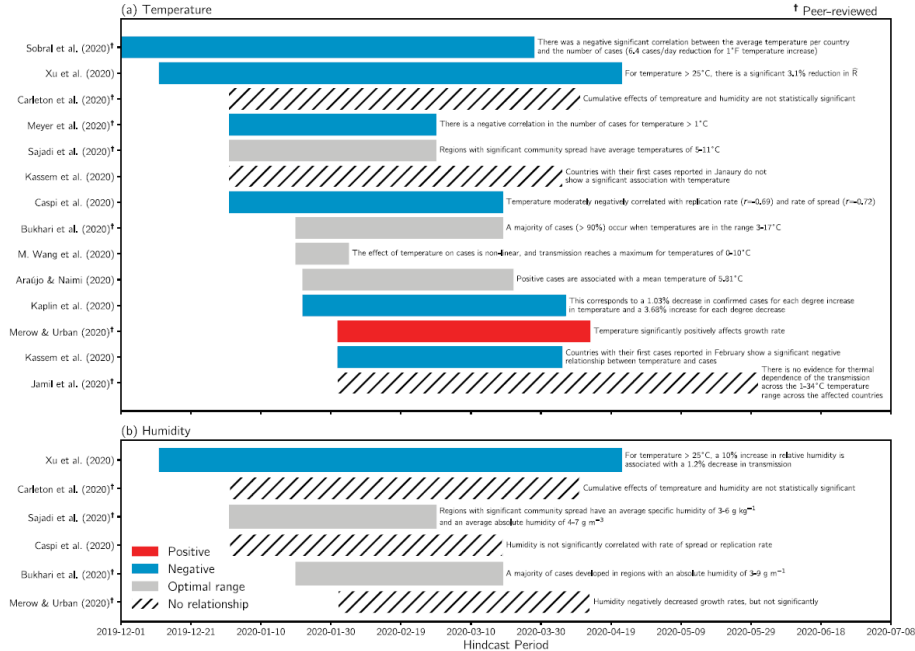 (a) Temperature
† Peer-reviewed
Sobral et al. (2020)†
There was a negative significant correlation between the average temperature per country
and the number of cases (6.4 cases/day reduction for 1°F temperature increase)
Xu et al. (2020)
For temperature > 25°C, there is a significant 3.1% reduction in R̂
Carleton et al. (2020)†
Cumulative effects of tempreature and humidity are not statistically significant
Meyer et al. (2020)†
There is a negative correlation in the number of cases for temperature > 1°C
Sajadi et al. (2020)†
Regions with significant community spread have average temperatures of 5-11°C
Kassem et al. (2020)
Countries with their first cases reported in Janaury do not
show a significant association with temperature
Caspi et al. (2020)
Temperature moderately negatively correlated with replication rate (r=-0.69) and rate of spread (r=-0.72)
Bukhari et al. (2020)†
A majority of cases (> 90%) occur when temperatures are in the range 3-17°C
M. Wang et al. (2020)
The effect of temperature on cases is non-linear, and transmission reaches a maximum for temperatures of 0-10°C
Araújo & Naimi (2020)
Positive cases are associated with a mean temperature of 5.81°C
Kaplin et al. (2020)
This corresponds to a 1.03% decrease in confirmed cases for each degree increase
in temperature and a 3.68% increase for each degree decrease
Merow & Urban (2020)†
Temperature significantly positively affects growth rate
Kassem et al. (2020)
Countries with their first cases reported in February show a significant negative
relationship between temperature and cases
Jamil et al. (2020)†
There is no evidence for thermal
dependence of the transmission
across the 1-34°C temperature
range across the affected countries
(b) Humidity
Xu et al. (2020)
For temperature > 25°C, a 10% increase in relative humidity is
associated with a 1.2% decrease in transmission
Carleton et al. (2020)†
Cumulative effects of temperature and humidity are not statistically significant
Sajadi et al. (2020)†
Regions with significant community spread have an average specific humidity of 3-6 g kg⁻¹
and an average absolute humidity of 4-7 g m⁻³
Caspi et al. (2020)
Humidity is not significantly correlated with rate of spread or replication rate
Bukhari et al. (2020)†
A majority of cases developed in regions with an absolute humidity of 3-9 g m⁻¹
Merow & Urban (2020)†
Humidity negatively decreased growth rates, but not significantly
Positive
Negative
Optimal range
No relationship
2019-12-01 2019-12-21 2020-01-10 2020-01-30 2020-02-19 2020-03-10 2020-03-30 2020-04-19 2020-05-09 2020-05-29 2020-06-18 2020-07-08
Hindcast Period